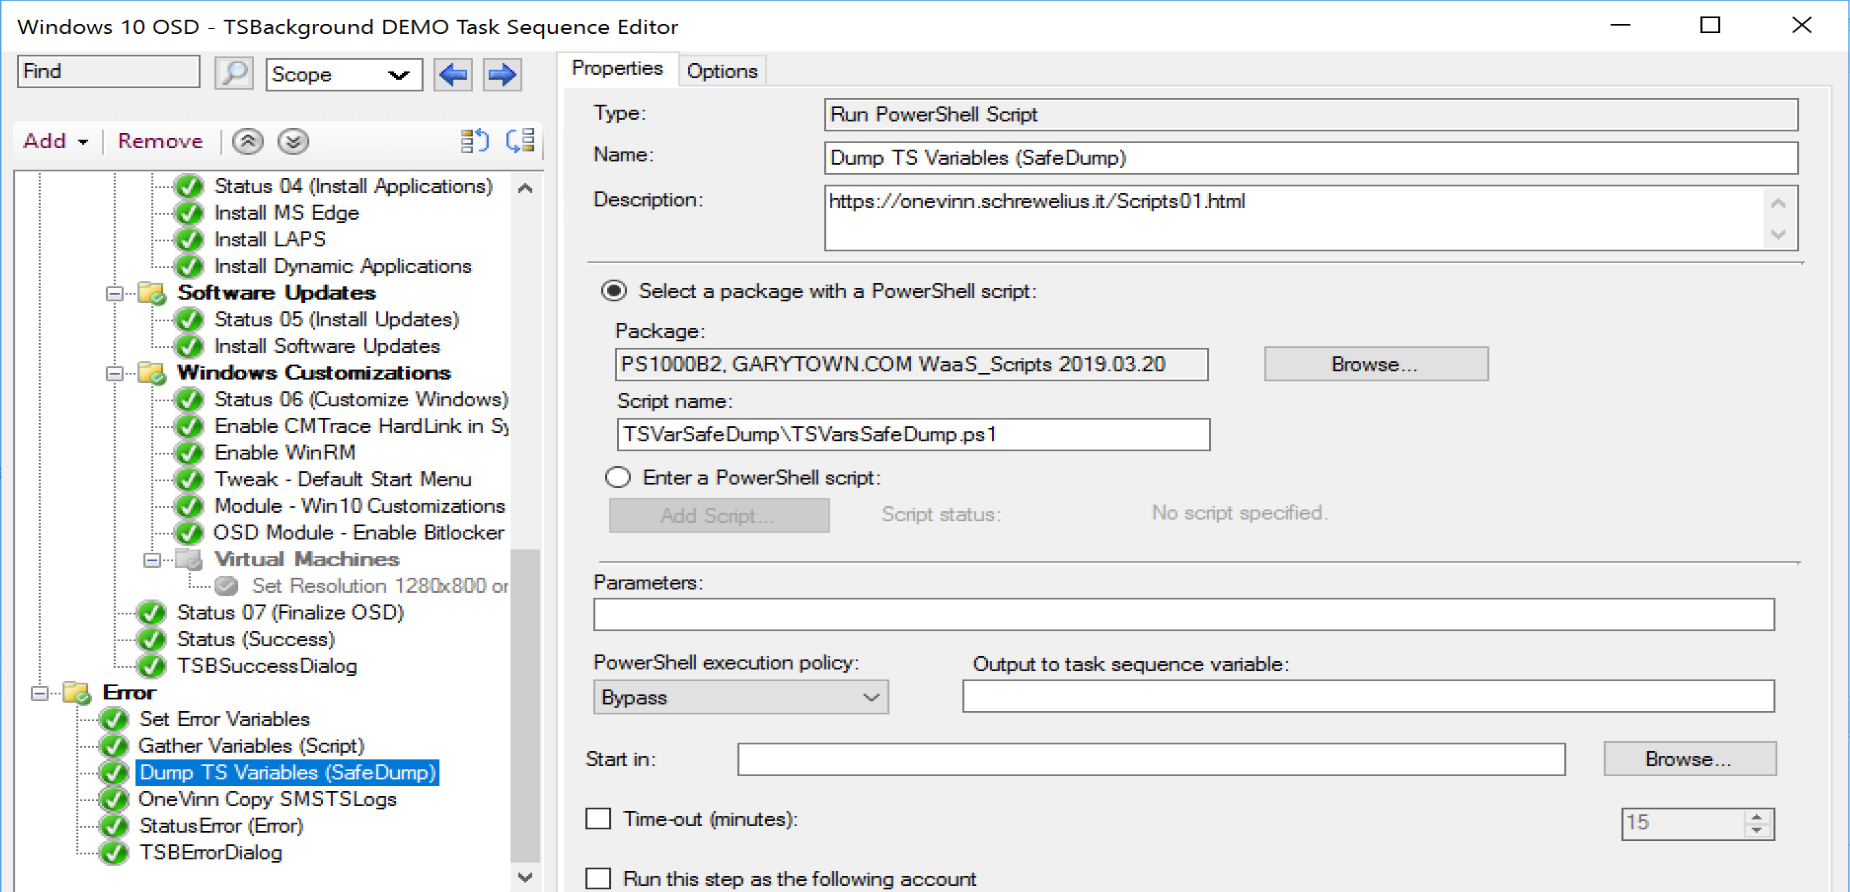 Windows 10 OSD - TSBackground DEMO Task Sequence Editor
Find
Scope
Add
Remove
Status 04 (Install Applications)
Install MS Edge
Install LAPS
Install Dynamic Applications
Software Updates
Status 05 (Install Updates)
Install Software Updates
Windows Customizations
Status 06 (Customize Windows)
Enable CMTrace HardLink in Sy
Enable WinRM
Tweak - Default Start Menu
Module - Win10 Customizations
OSD Module - Enable Bitlocker
Virtual Machines
Set Resolution 1280x800 or
Status 07 (Finalize OSD)
Status (Success)
TSBSuccessDialog
Error
Set Error Variables
Gather Variables (Script)
Dump TS Variables (SafeDump)
OneVinn Copy SMSTSLogs
StatusError (Error)
TSBErrorDialog
Properties
Options
Type:
Run PowerShell Script
Name:
Dump TS Variables (SafeDump)
Description:
https://onevinn.schrewelius.it/Scripts01.html
Select a package with a PowerShell script:
Package:
PS1000B2, GARYTOWN.COM WaaS_Scripts 2019.03.20
Browse...
Script name:
TSVarSafeDump\TSVarsSafeDump.ps1
Enter a PowerShell script:
Add Script...
Script status:
No script specified.
Parameters:
PowerShell execution policy:
Output to task sequence variable:
Bypass
Start in:
Browse...
Time-out (minutes):
15
Run this step as the following account